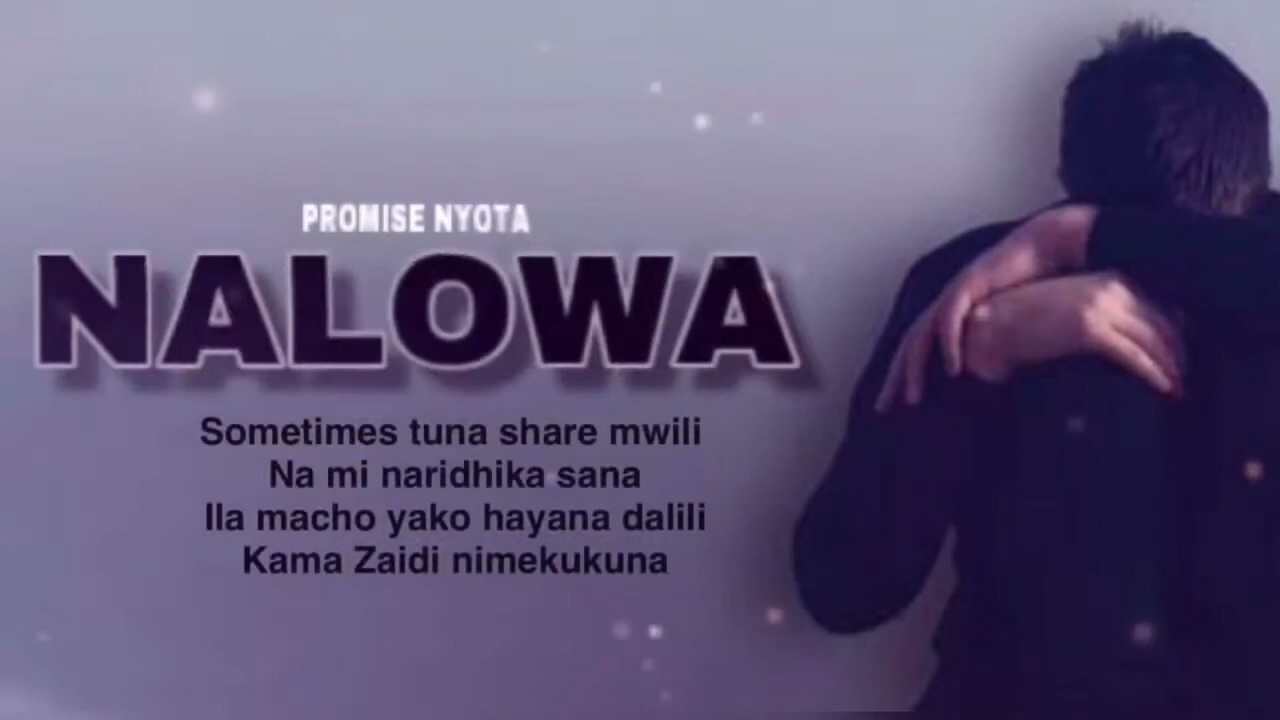 PROMISE NYOTA
NALOWA
Sometimes tuna share mwili
Na mi naridhika sana
Ila macho yako hayana dalili
Kama Zaidi nimekukuna